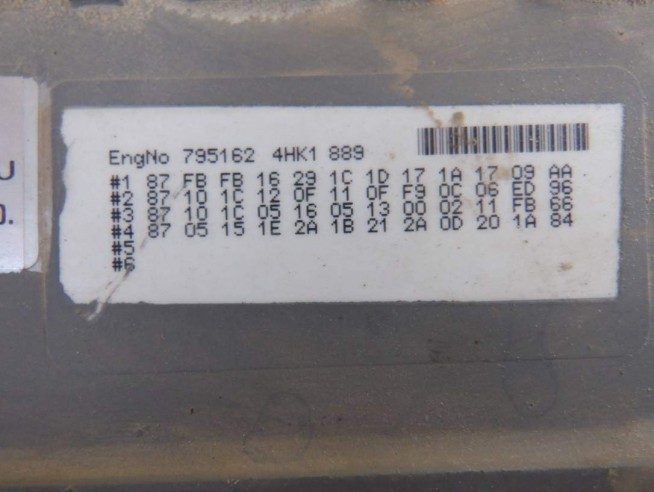 EngNo 795162 4HK1 889
#1 87 FB FB 16 29 1C 1D 17 1A 17 09 AA
#2 87 10 1C 12 0F 11 0F F9 0C 06 ED 96
#3 87 10 1C 05 16 05 13 00 02 11 FB 66
#4 87 05 15 1E 2A 1B 21 2A 0D 20 1A 84
#5
#6